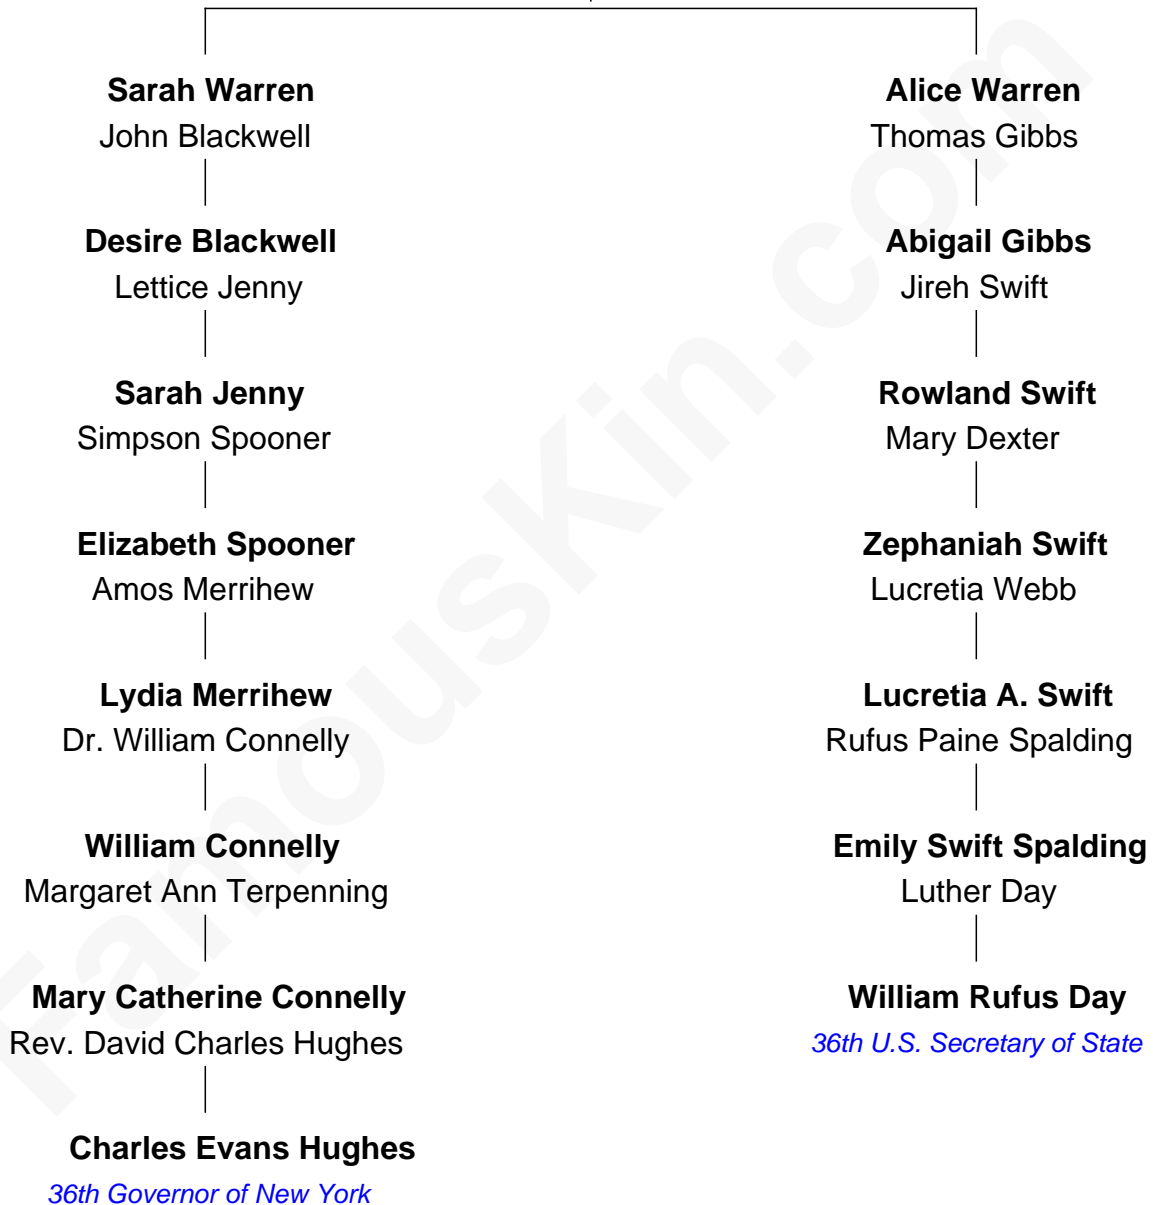 Sarah Warren
John Blackwell
Desire Blackwell
Lettice Jenny
Sarah Jenny
Simpson Spooner
Elizabeth Spooner
Amos Merrihew
Lydia Merrihew
Dr. William Connelly
William Connelly
Margaret Ann Terpenning
Mary Catherine Connelly
Rev. David Charles Hughes
Charles Evans Hughes
36th Governor of New York
Alice Warren
Thomas Gibbs
Abigail Gibbs
Jireh Swift
Rowland Swift
Mary Dexter
Zephaniah Swift
Lucretia Webb
Lucretia A. Swift
Rufus Paine Spalding
Emily Swift Spalding
Luther Day
William Rufus Day
36th U.S. Secretary of State
FamousKin.com